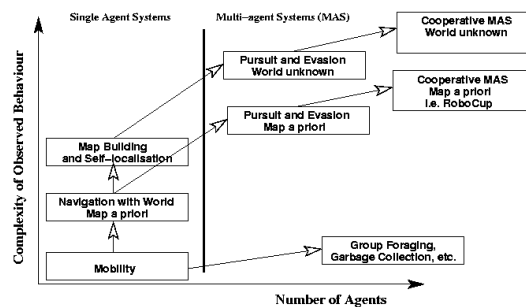 Single Agent Systems
Multi-agent Systems (MAS)
Cooperative MAS
World unknown
Pursuit and Evasion
World unknown
Cooperative MAS
Map a priori
I.e. RoboCup
Pursuit and Evasion
Map a priori
Map Building
and Self-localisation
Navigation with World
Map a priori
Mobility
Group Foraging,
Garbage Collection, etc.
Complexity of Observed Behaviour
Number of Agents